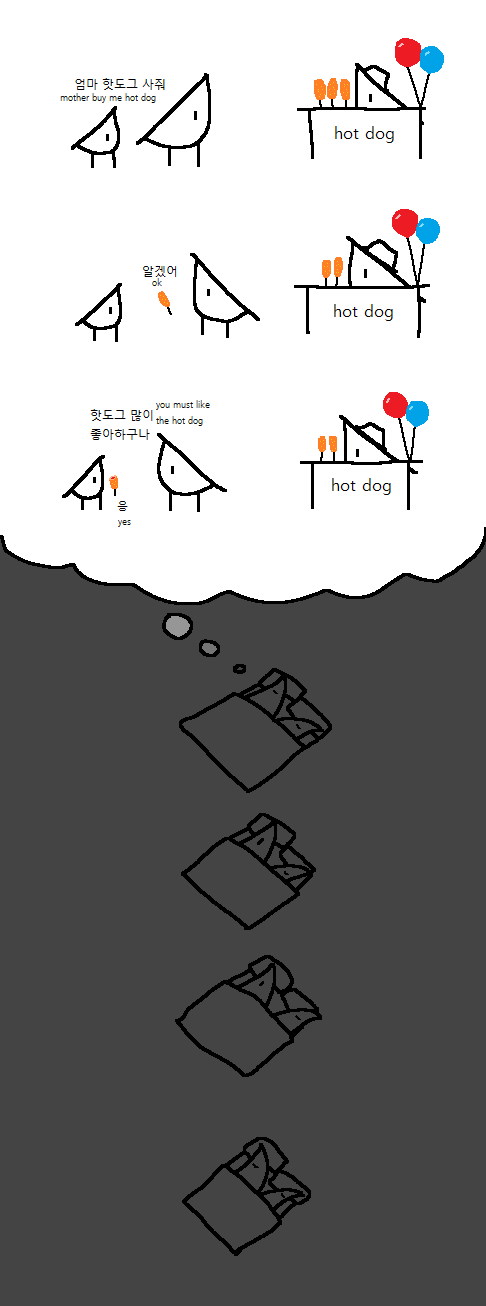 엄마 핫도그 사줘
mother buy me hot dog
hot dog
알겠어
ok
hot dog
핫도그 많이
좋아하구나
you must like
the hot dog
응
yes
hot dog